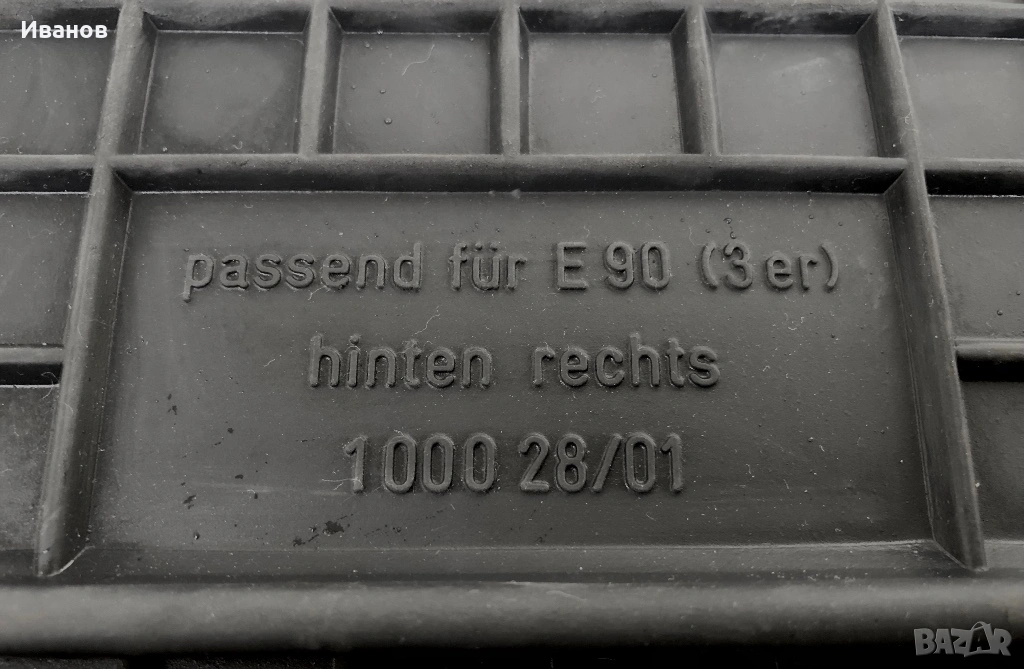 Иванов
passend für E 90 (3er)
hinten rechts
1000 28/01
BAZAR